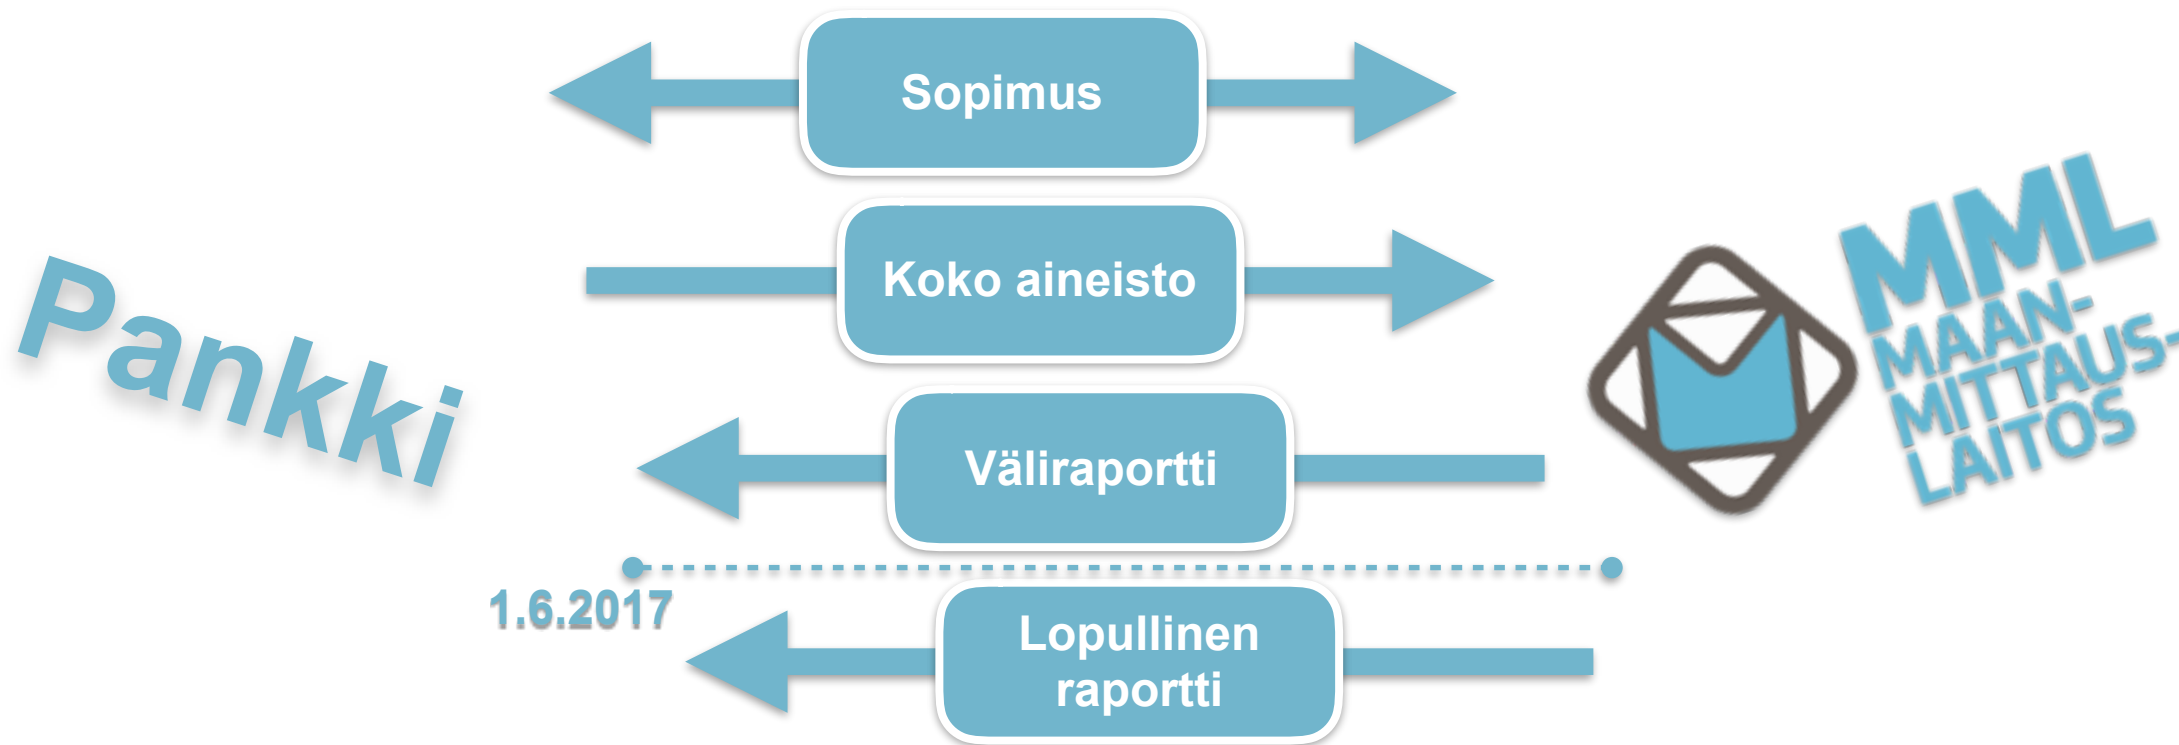 Sopimus
Koko aineisto
Pankki
MML
MAAN-
MITTAUS-
LAITOS
Väliraportti
1.6.2017
Lopullinen
raportti